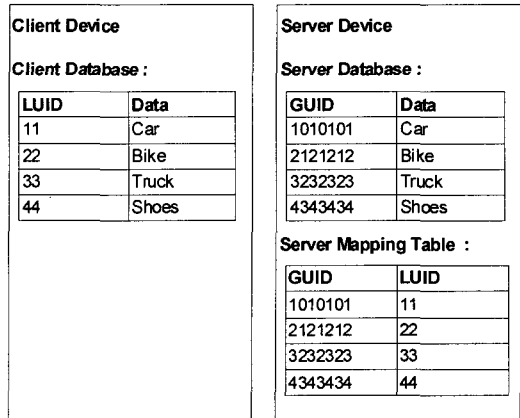 Client Device
Client Database :
LUID Data
11 Car
22 Bike
33 Truck
44 Shoes
Server Device
Server Database :
GUID Data
1010101 Car
2121212 Bike
3232323 Truck
4343434 Shoes
Server Mapping Table :
GUID LUID
1010101 11
2121212 22
3232323 33
4343434 44